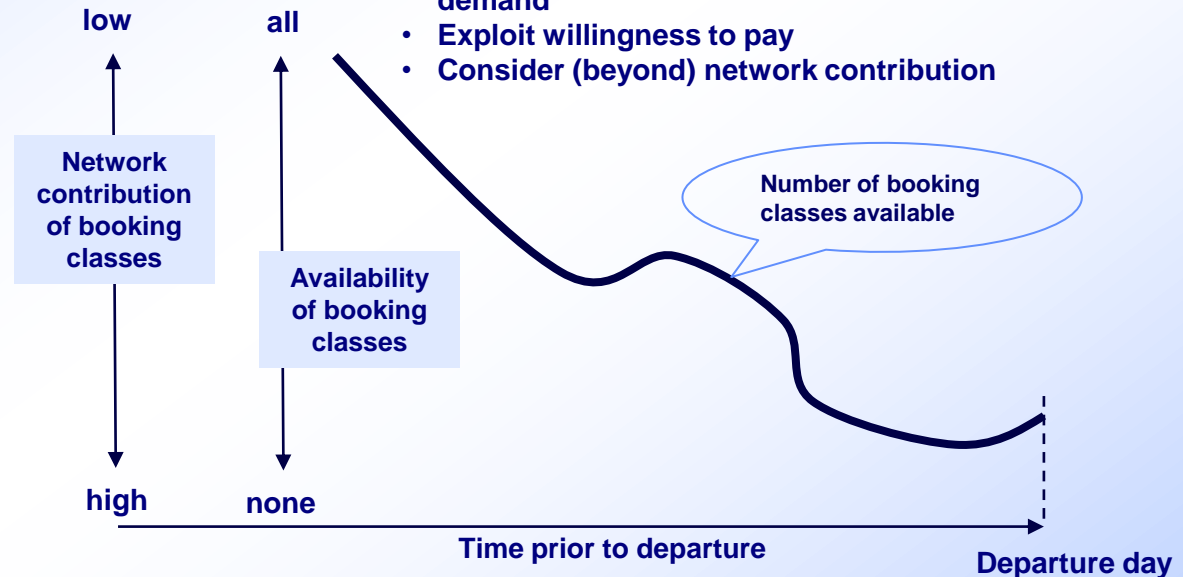 demand
• Exploit willingness to pay
• Consider (beyond) network contribution
low
all
Network
contribution
of booking
classes
Availability
of booking
classes
Number of booking
classes available
high
none
Time prior to departure
Departure day